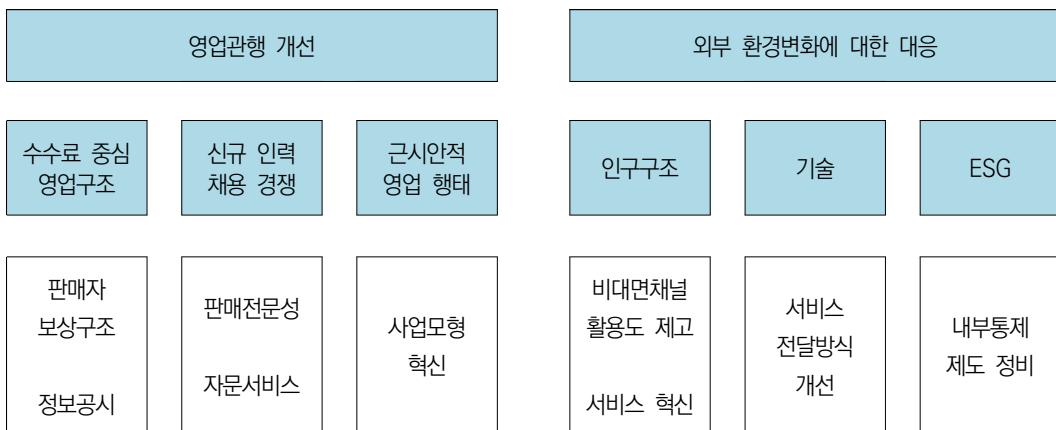 영업관행 개선
외부 환경변화에 대한 대응
수수료 중심
영업구조
신규 인력
채용 경쟁
근시안적
영업 행태
인구구조
기술
ESG
판매자
보상구조
정보공시
판매전문성
자문서비스
사업모형
혁신
비대면채널
활용도 제고
서비스 혁신
서비스
전달방식
개선
내부통제
제도 정비